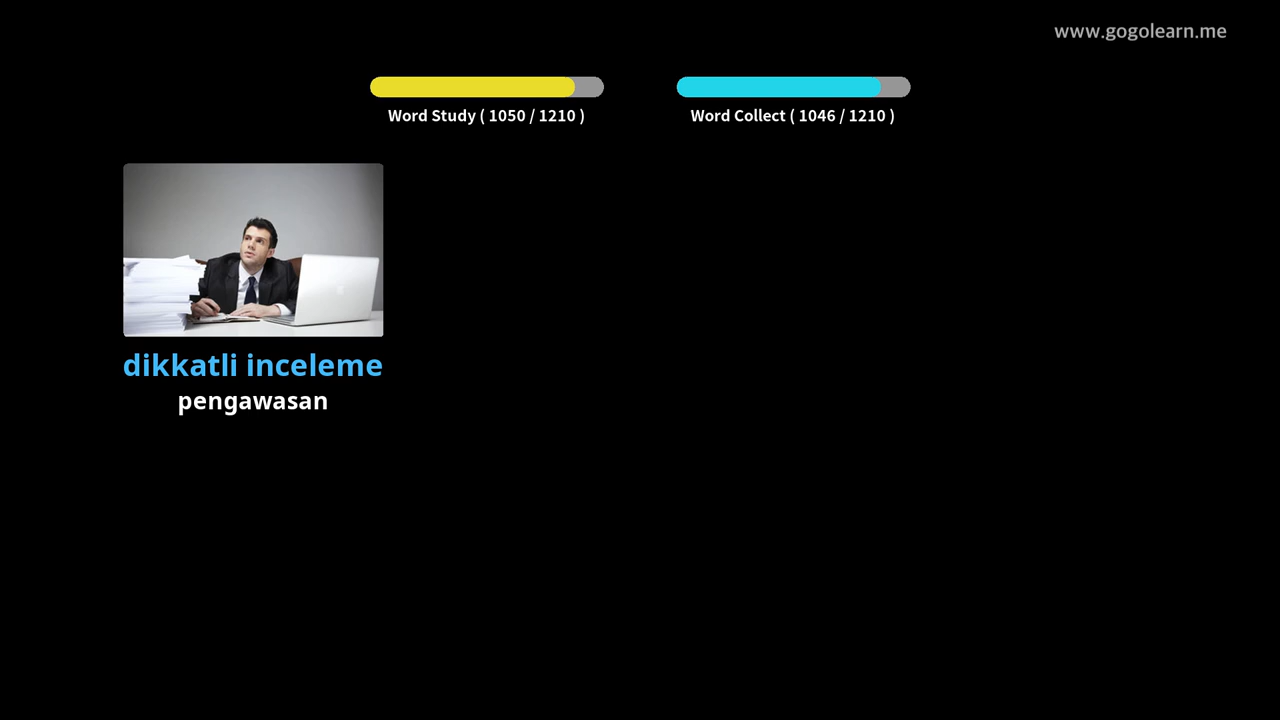 www.gogolearn.me
Word Study ( 1050 / 1210 )
Word Collect ( 1046 / 1210 )
dikkatli inceleme
pengawasan